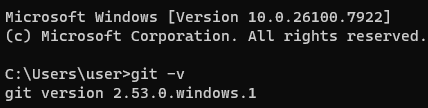 Microsoft Windows [Version 10.0.26100.7922]
(c) Microsoft Corporation. All rights reserved.
C:\Users\user>git -v
git version 2.53.0.windows.1